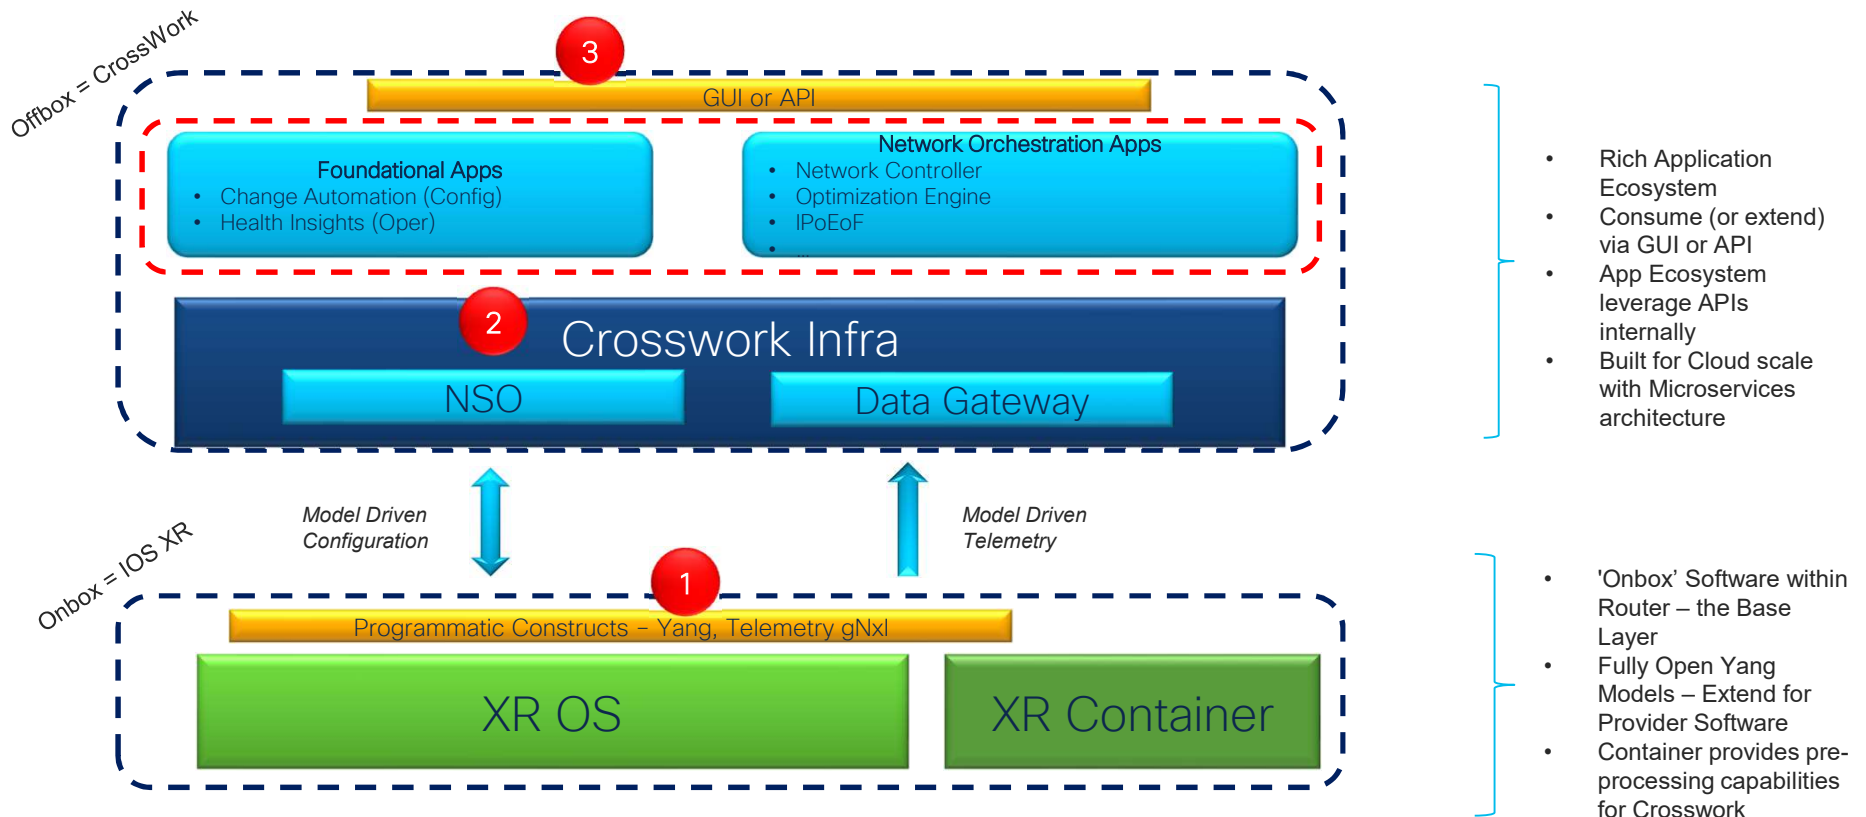 Offbox = CrossWork
3
GUI or API
Foundational Apps
• Change Automation (Config)
• Health Insights (Oper)
Network Orchestration Apps
• Network Controller
• Optimization Engine
• IPoEoF
• ...
2
Crosswork Infra
NSO
Data Gateway
• Rich Application
Ecosystem
• Consume (or extend)
via GUI or API
• App Ecosystem
leverage APIs
internally
• Built for Cloud scale
with Microservices
architecture
Model Driven
Configuration
Model Driven
Telemetry
Onbox = IOS XR
1
Programmatic Constructs – Yang, Telemetry gNxI
XR OS
XR Container
• 'Onbox’ Software within
Router – the Base
Layer
• Fully Open Yang
Models – Extend for
Provider Software
• Container provides pre-
processing capabilities
for Crosswork